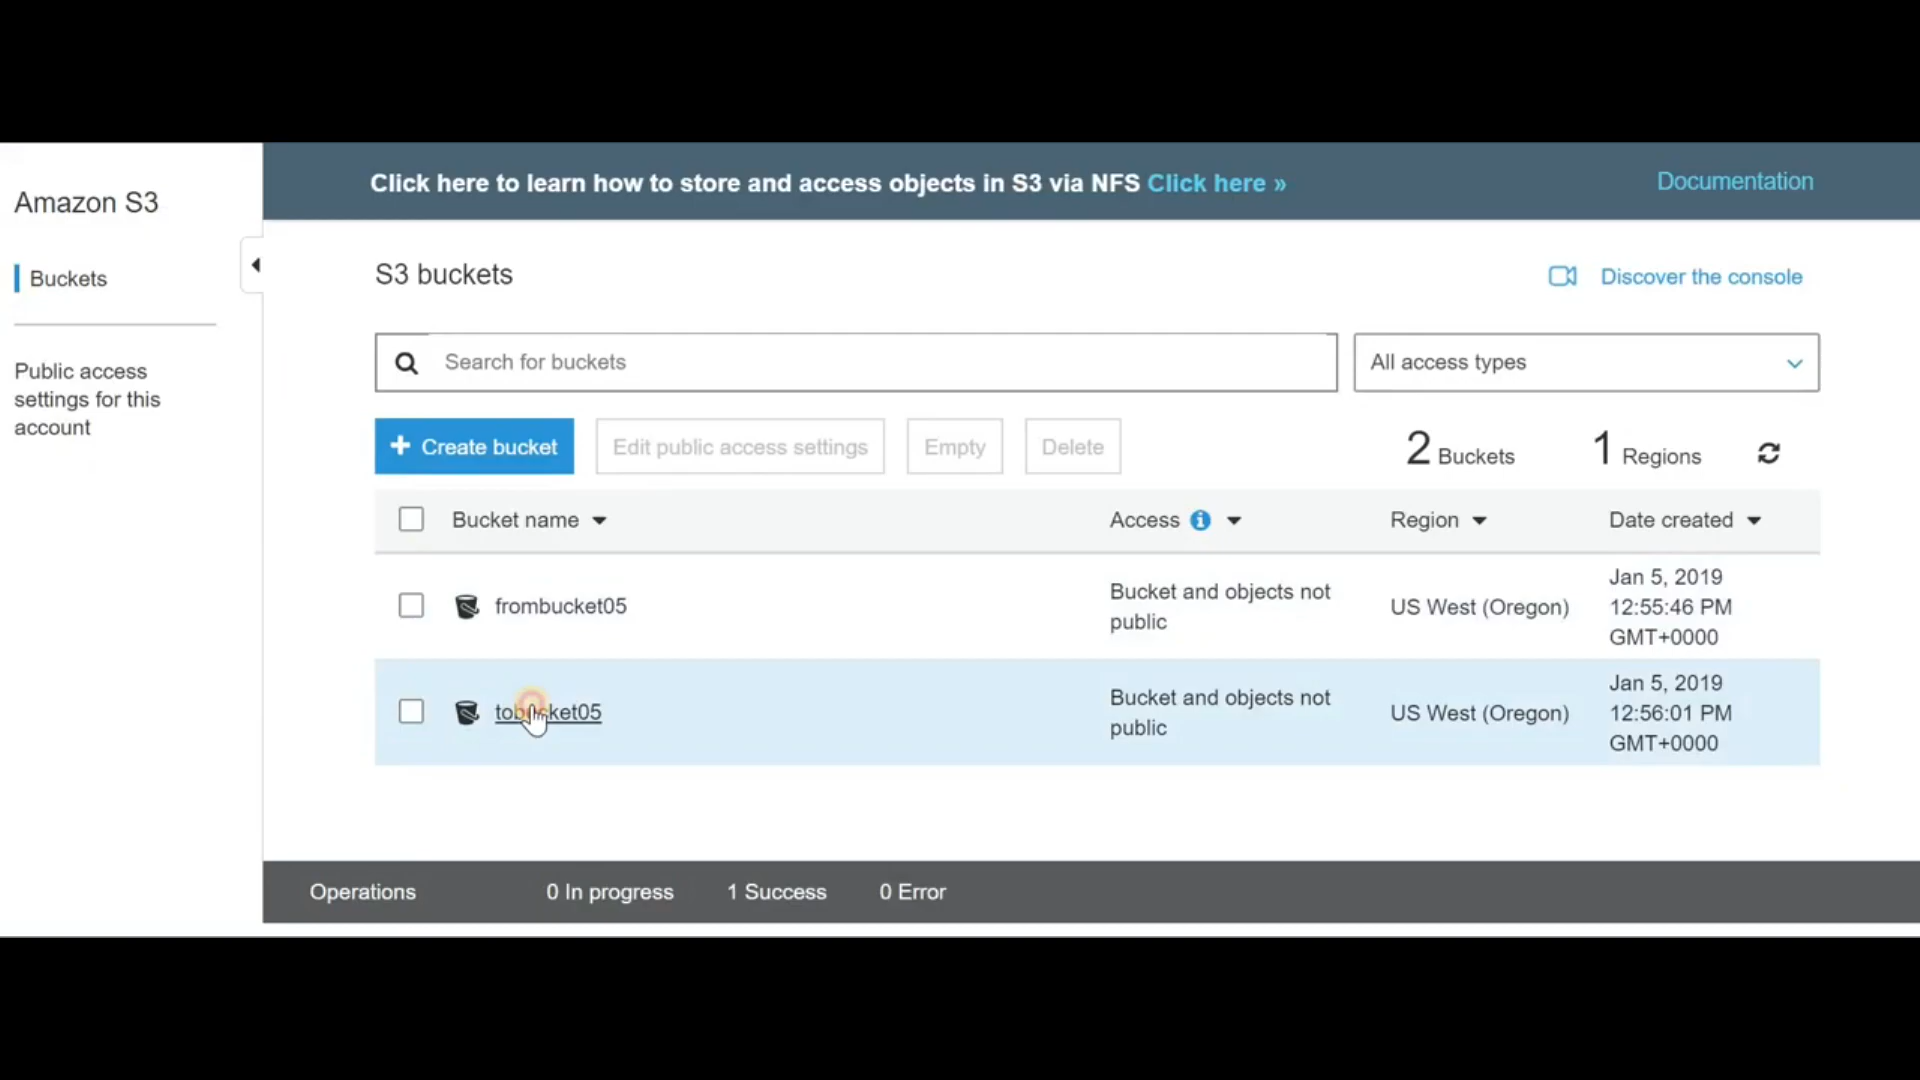 Click here to learn how to store and access objects in S3 via NFS Click here »
Documentation
Amazon S3
Buckets
Public access
settings for this
account
S3 buckets
Discover the console
Search for buckets
All access types
+ Create bucket
Edit public access settings
Empty
Delete
2 Buckets
1 Regions
Bucket name
Access
Region
Date created
frombucket05
Bucket and objects not
public
US West (Oregon)
Jan 5, 2019
12:55:46 PM
GMT+0000
tobucket05
Bucket and objects not
public
US West (Oregon)
Jan 5, 2019
12:56:01 PM
GMT+0000
Operations
0 In progress
1 Success
0 Error